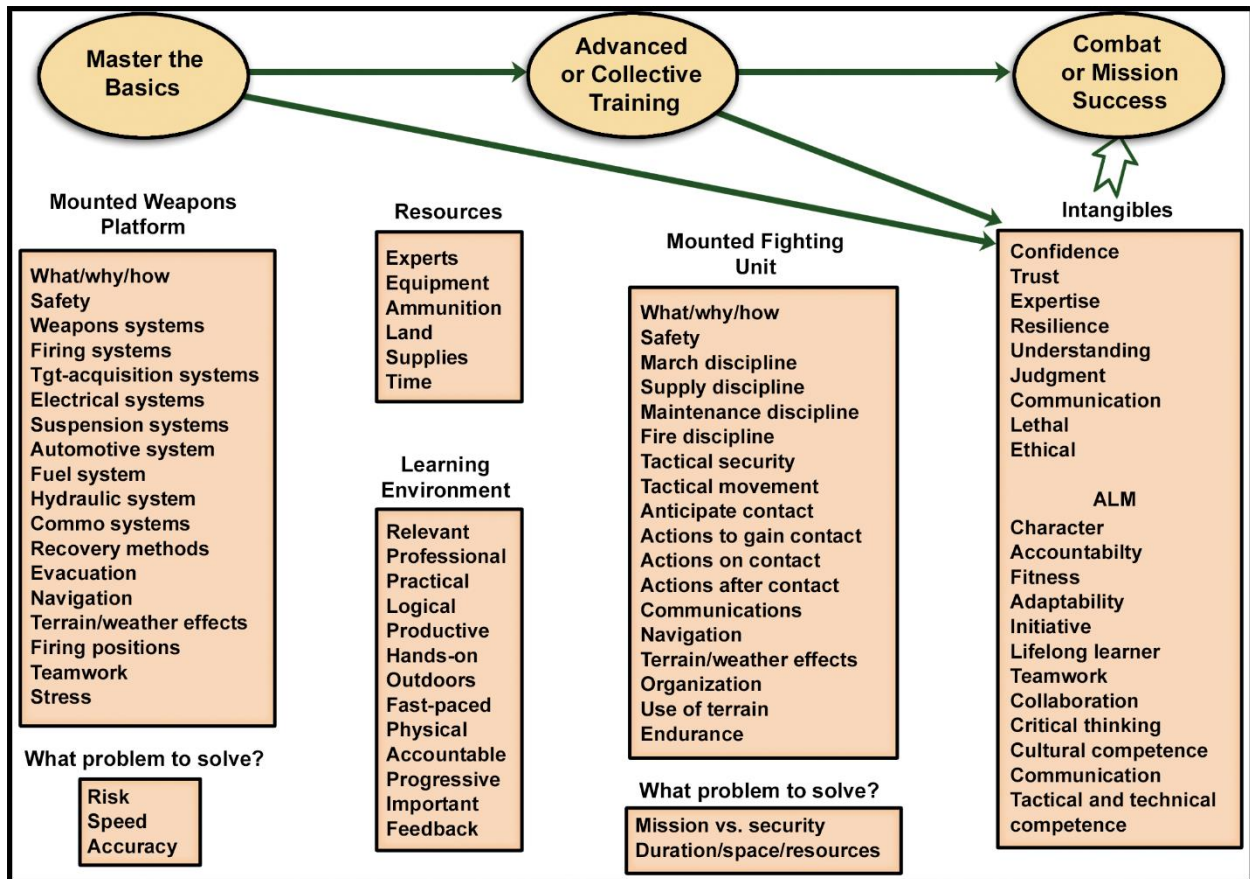 Master the
Basics
Advanced
or Collective
Training
Combat
or Mission
Success
Mounted Weapons
Platform
What/why/how
Safety
Weapons systems
Firing systems
Tgt-acquisition systems
Electrical systems
Suspension systems
Automotive system
Fuel system
Hydraulic system
Commo systems
Recovery methods
Evacuation
Navigation
Terrain/weather effects
Firing positions
Teamwork
Stress
What problem to solve?
Risk
Speed
Accuracy
Resources
Experts
Equipment
Ammunition
Land
Supplies
Time
Learning
Environment
Relevant
Professional
Practical
Logical
Productive
Hands-on
Outdoors
Fast-paced
Physical
Accountable
Progressive
Important
Feedback
Mounted Fighting
Unit
What/why/how
Safety
March discipline
Supply discipline
Maintenance discipline
Fire discipline
Tactical security
Tactical movement
Anticipate contact
Actions to gain contact
Actions on contact
Actions after contact
Communications
Navigation
Terrain/weather effects
Organization
Use of terrain
Endurance
What problem to solve?
Mission vs. security
Duration/space/resources
Intangibles
Confidence
Trust
Expertise
Resilience
Understanding
Judgment
Communication
Lethal
Ethical
ALM
Character
Accountabilty
Fitness
Adaptability
Initiative
Lifelong learner
Teamwork
Collaboration
Critical thinking
Cultural competence
Communication
Tactical and technical
competence